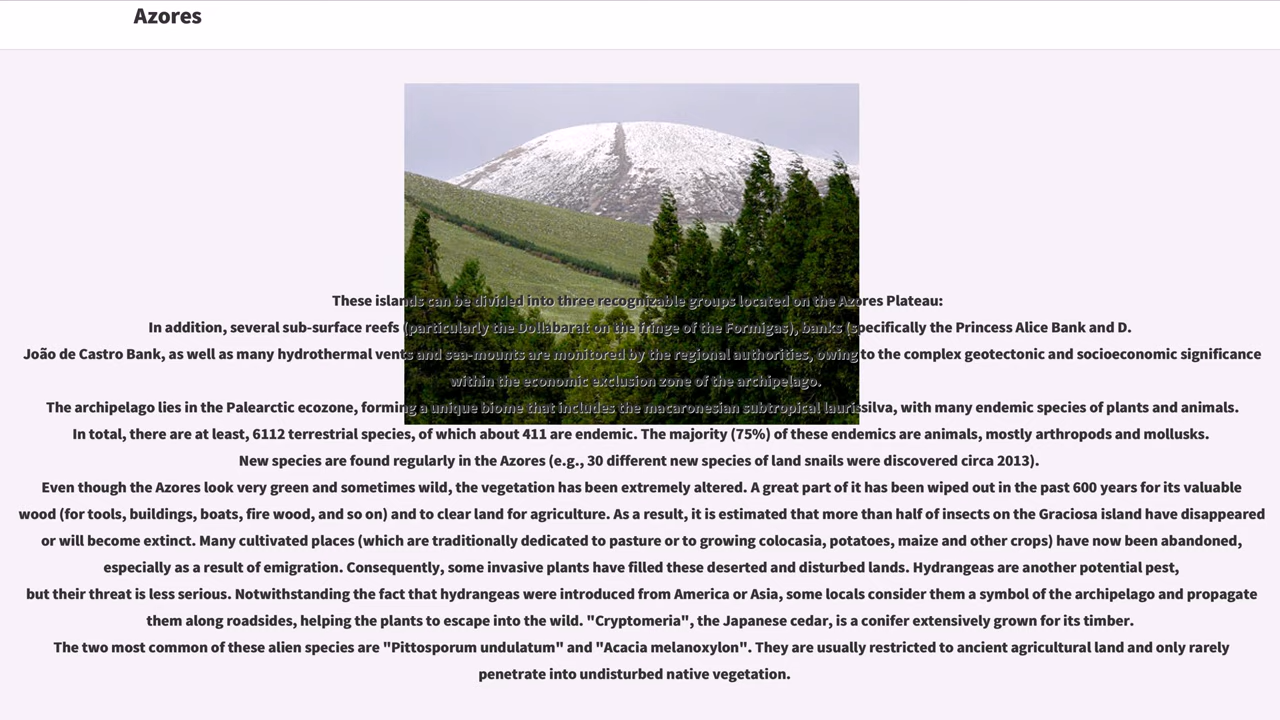 Azores
These islands can be divided into three recognizable groups located on the Azores Plateau:
In addition, several sub-surface reefs (particularly the Dollabarat on the fringe of the Formigas), banks (specifically the Princess Alice Bank and D.
João de Castro Bank, as well as many hydrothermal vents and sea-mounts are monitored by the regional authorities, owing to the complex geotectonic and socioeconomic significance
within the economic exclusion zone of the archipelago.
The archipelago lies in the Palearctic ecozone, forming a unique biome that includes the macaronesian subtropical laurissilva, with many endemic species of plants and animals.
In total, there are at least, 6112 terrestrial species, of which about 411 are endemic. The majority (75%) of these endemics are animals, mostly arthropods and mollusks.
New species are found regularly in the Azores (e.g., 30 different new species of land snails were discovered circa 2013).
Even though the Azores look very green and sometimes wild, the vegetation has been extremely altered. A great part of it has been wiped out in the past 600 years for its valuable
wood (for tools, buildings, boats, fire wood, and so on) and to clear land for agriculture. As a result, it is estimated that more than half of insects on the Graciosa island have disappeared
or will become extinct. Many cultivated places (which are traditionally dedicated to pasture or to growing colocasia, potatoes, maize and other crops) have now been abandoned,
especially as a result of emigration. Consequently, some invasive plants have filled these deserted and disturbed lands. Hydrangeas are another potential pest,
but their threat is less serious. Notwithstanding the fact that hydrangeas were introduced from America or Asia, some locals consider them a symbol of the archipelago and propagate
them along roadsides, helping the plants to escape into the wild. "Cryptomeria", the Japanese cedar, is a conifer extensively grown for its timber.
The two most common of these alien species are "Pittosporum undulatum" and "Acacia melanoxylon". They are usually restricted to ancient agricultural land and only rarely
penetrate into undisturbed native vegetation.